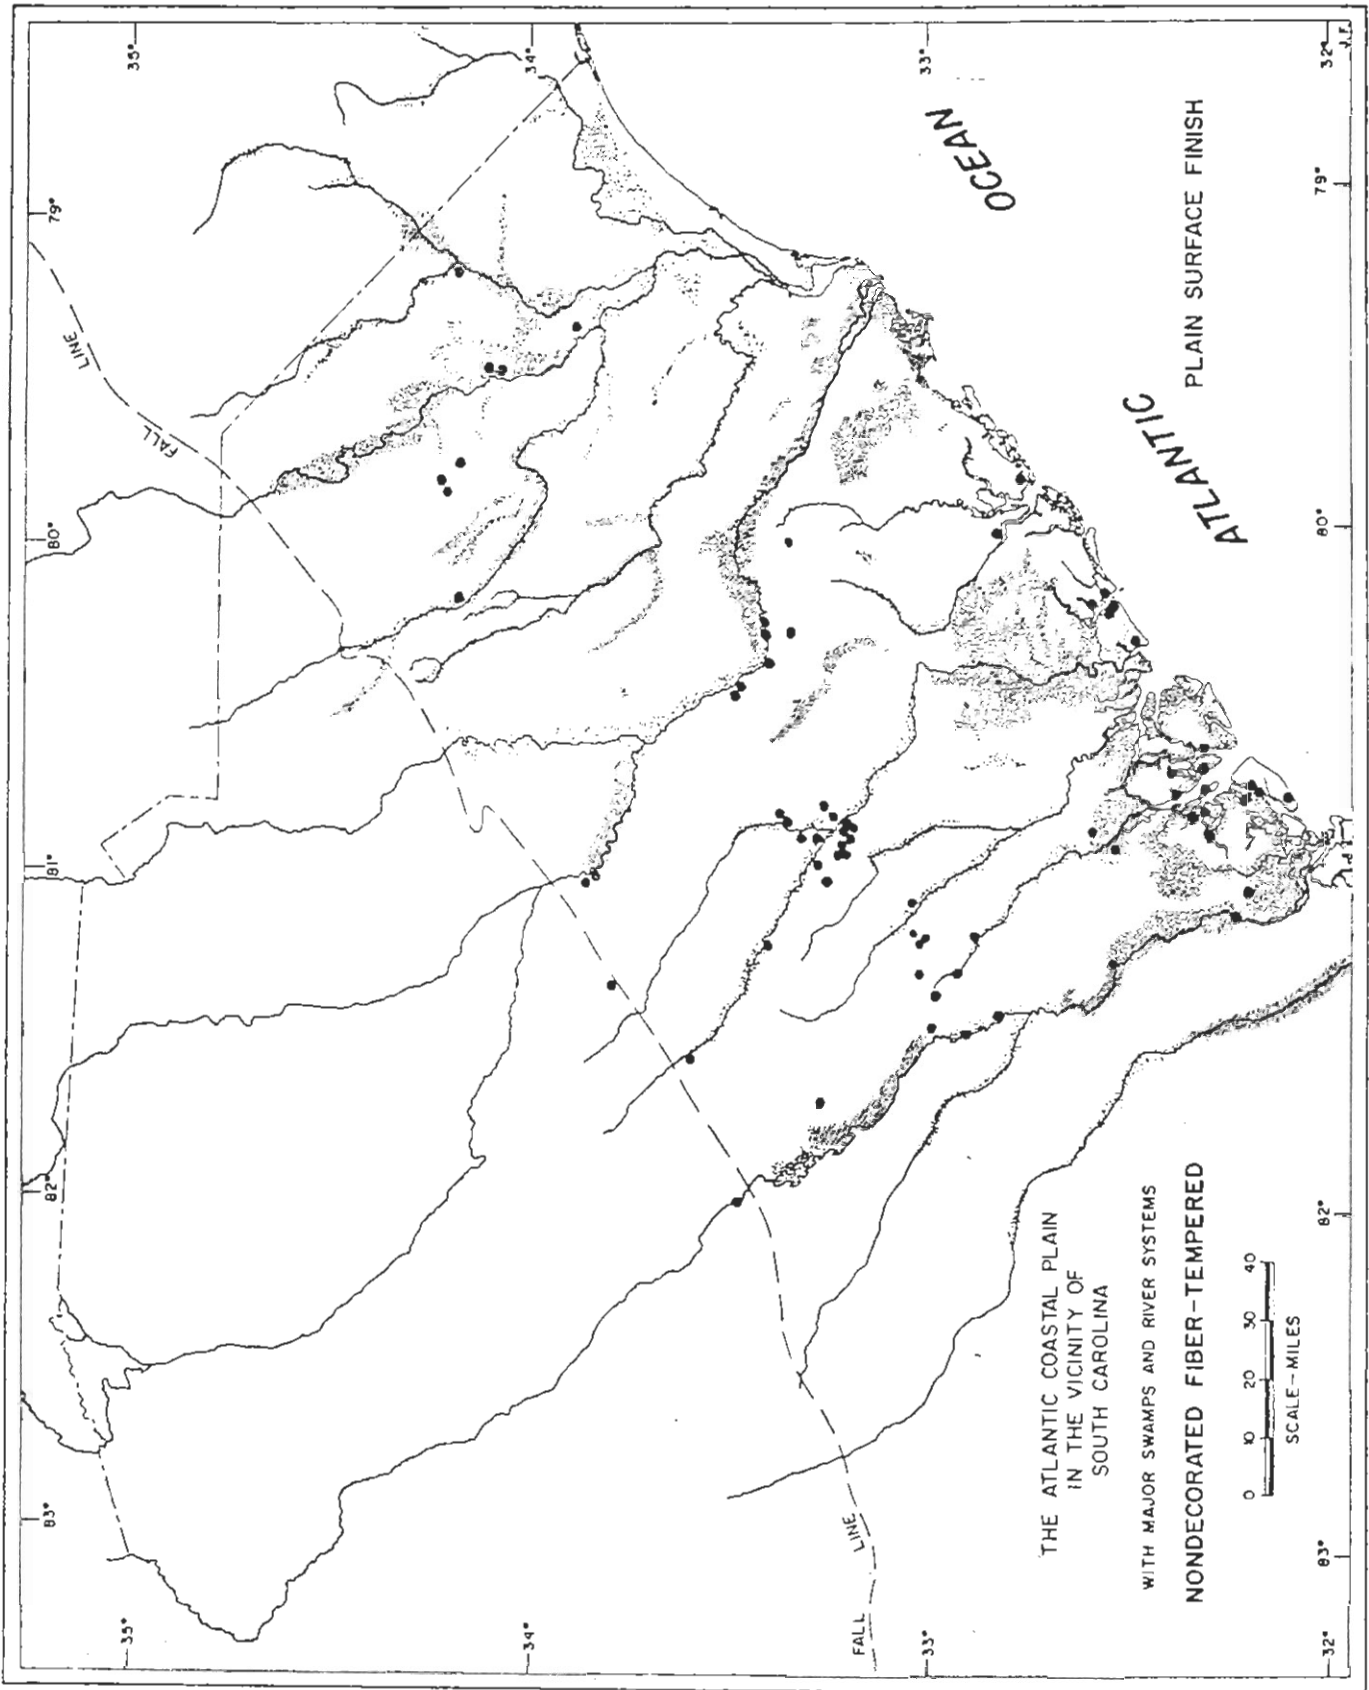 THE ATLANTIC COASTAL PLAIN
IN THE VICINITY OF
SOUTH CAROLINA
WITH MAJOR SWAMPS AND RIVER SYSTEMS
NONDECORATED FIBER-TEMPERED
PLAIN SURFACE FINISH
0 10 20 30 40
SCALE-MILES
ATLANTIC
OCEAN
FALL
LINE
FALL
LINE
83°
82°
81°
80°
79°
35°
34°
33°
32°
35°
34°
33°
32°
83°
82°
80°
79°